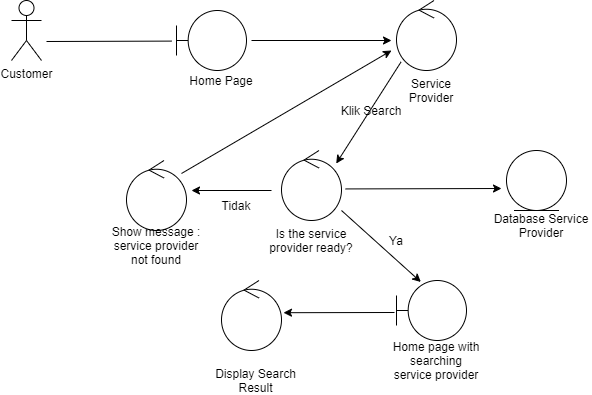 Customer
Home Page
Service
Provider
Klik Search
Show message :
service provider
not found
Tidak
Is the service
provider ready?
Database Service
Provider
Ya
Home page with
searching
service provider
Display Search
Result